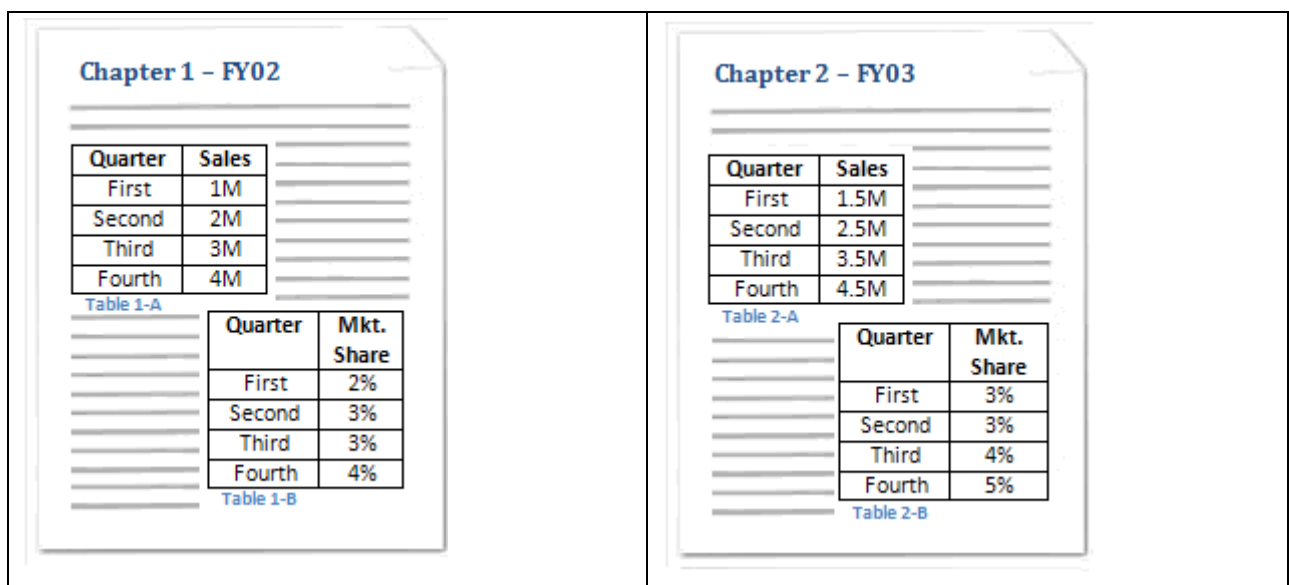 Chapter 1 – FY02
Quarter Sales
First 1M
Second 2M
Third 3M
Fourth 4M
Table 1-A
Quarter Mkt.
Share
First 2%
Second 3%
Third 3%
Fourth 4%
Table 1-B
Chapter 2 – FY03
Quarter Sales
First 1.5M
Second 2.5M
Third 3.5M
Fourth 4.5M
Table 2-A
Quarter Mkt.
Share
First 3%
Second 3%
Third 4%
Fourth 5%
Table 2-B